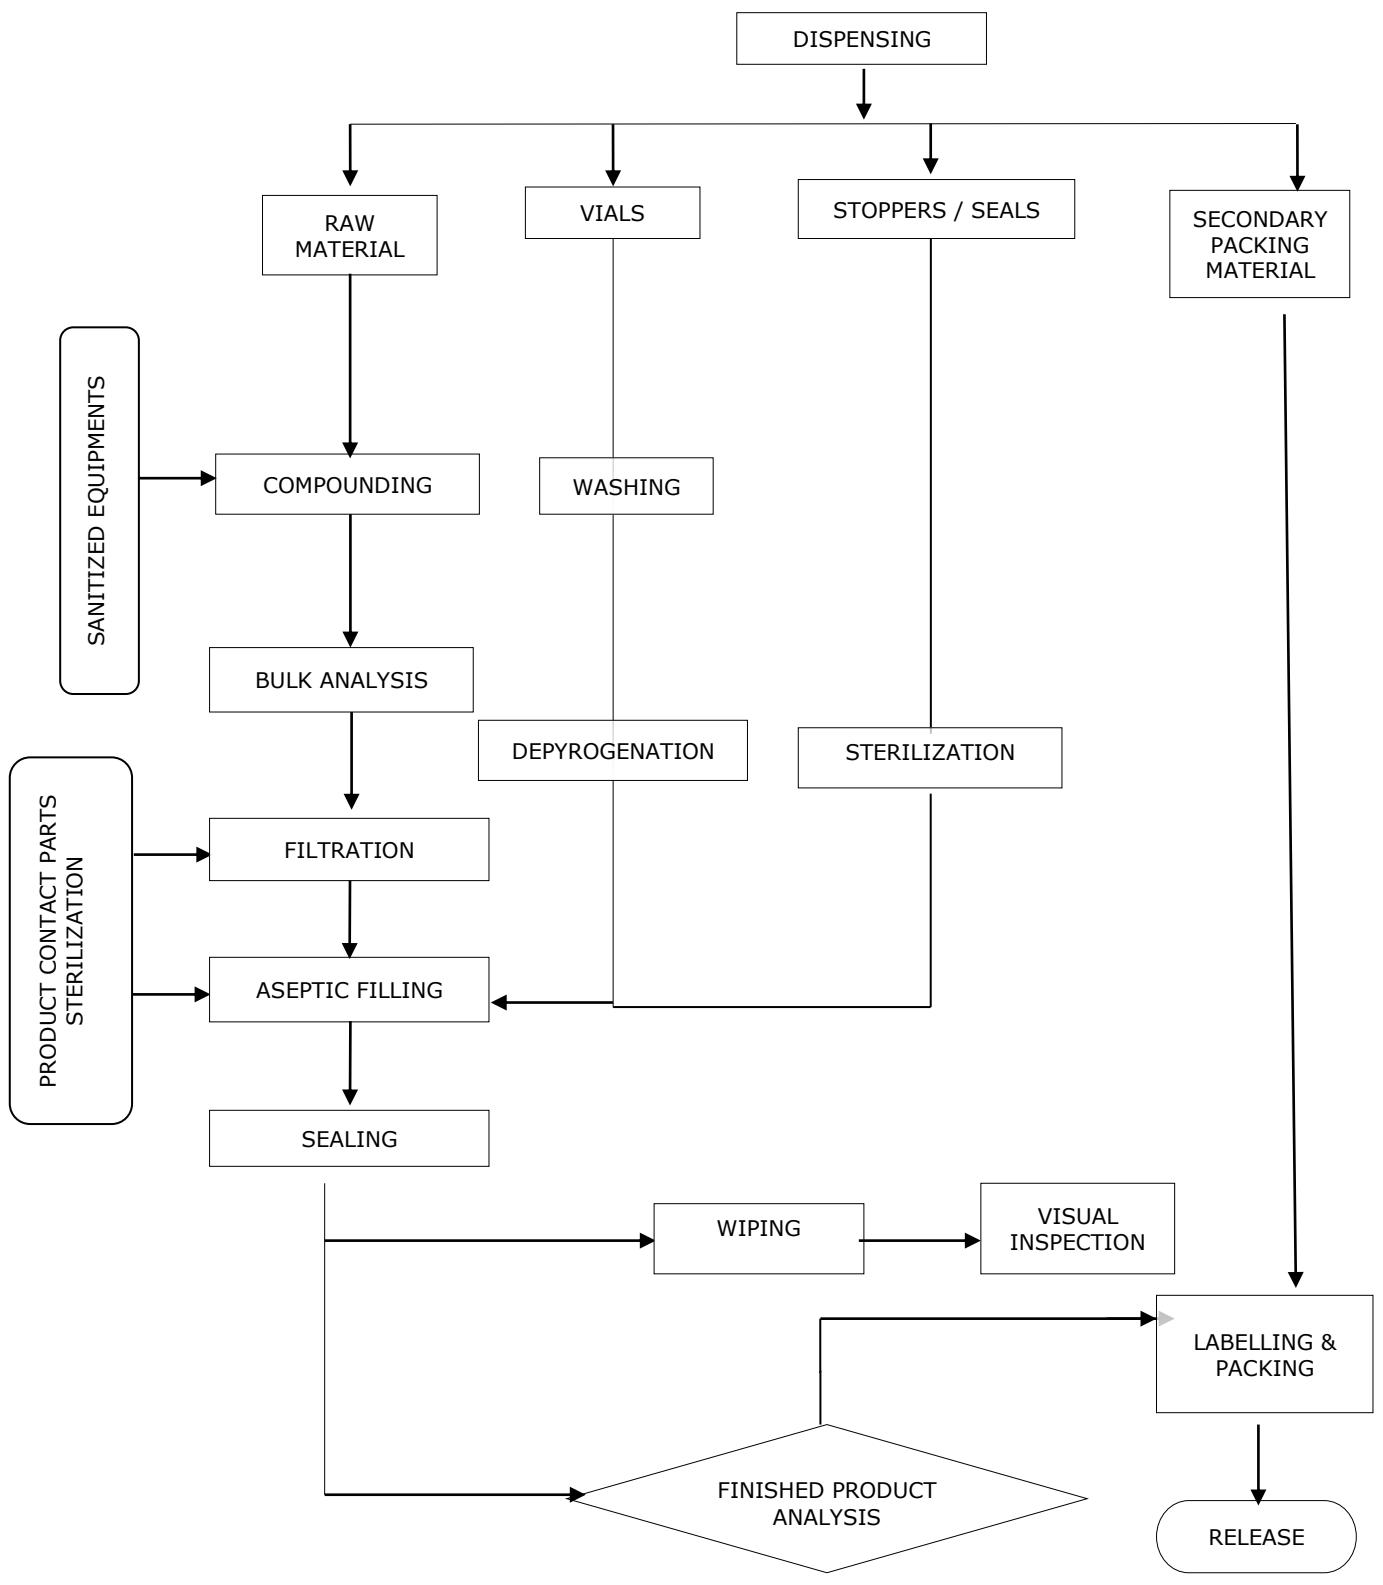 DISPENSING
RAW
MATERIAL
VIALS
STOPPERS / SEALS
SECONDARY
PACKING
MATERIAL
SANITIZED EQUIPMENTS
COMPOUNDING
WASHING
BULK ANALYSIS
DEPYROGENATION
STERILIZATION
PRODUCT CONTACT PARTS
STERILIZATION
FILTRATION
ASEPTIC FILLING
SEALING
WIPING
VISUAL
INSPECTION
LABELLING &
PACKING
FINISHED PRODUCT
ANALYSIS
RELEASE